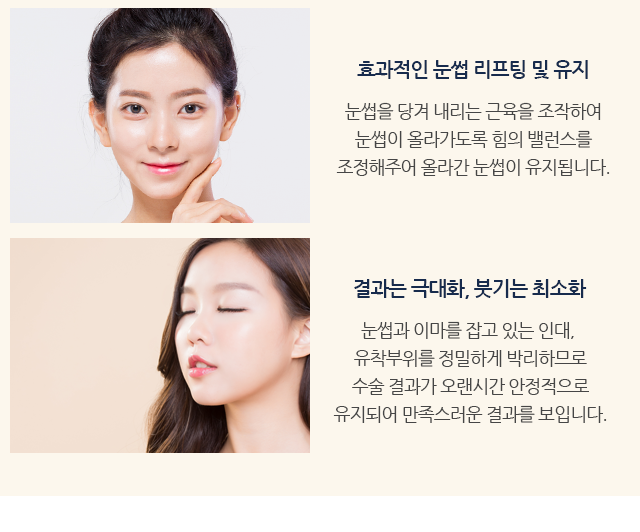 효과적인 눈썹 리프팅 및 유지
눈썹을 당겨 내리는 근육을 조작하여
눈썹이 올라가도록 힘의 밸런스를
조정해주어 올라간 눈썹이 유지됩니다.
결과는 극대화, 붓기는 최소화
눈썹과 이마를 잡고 있는 인대,
유착부위를 정밀하게 박리하므로
수술 결과가 오랜시간 안정적으로
유지되어 만족스러운 결과를 보입니다.